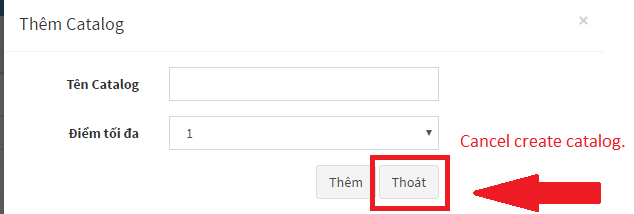 Thêm Catalog ×
Tên Catalog
Điểm tối đa 1
Cancel create catalog.
Thêm Thoát